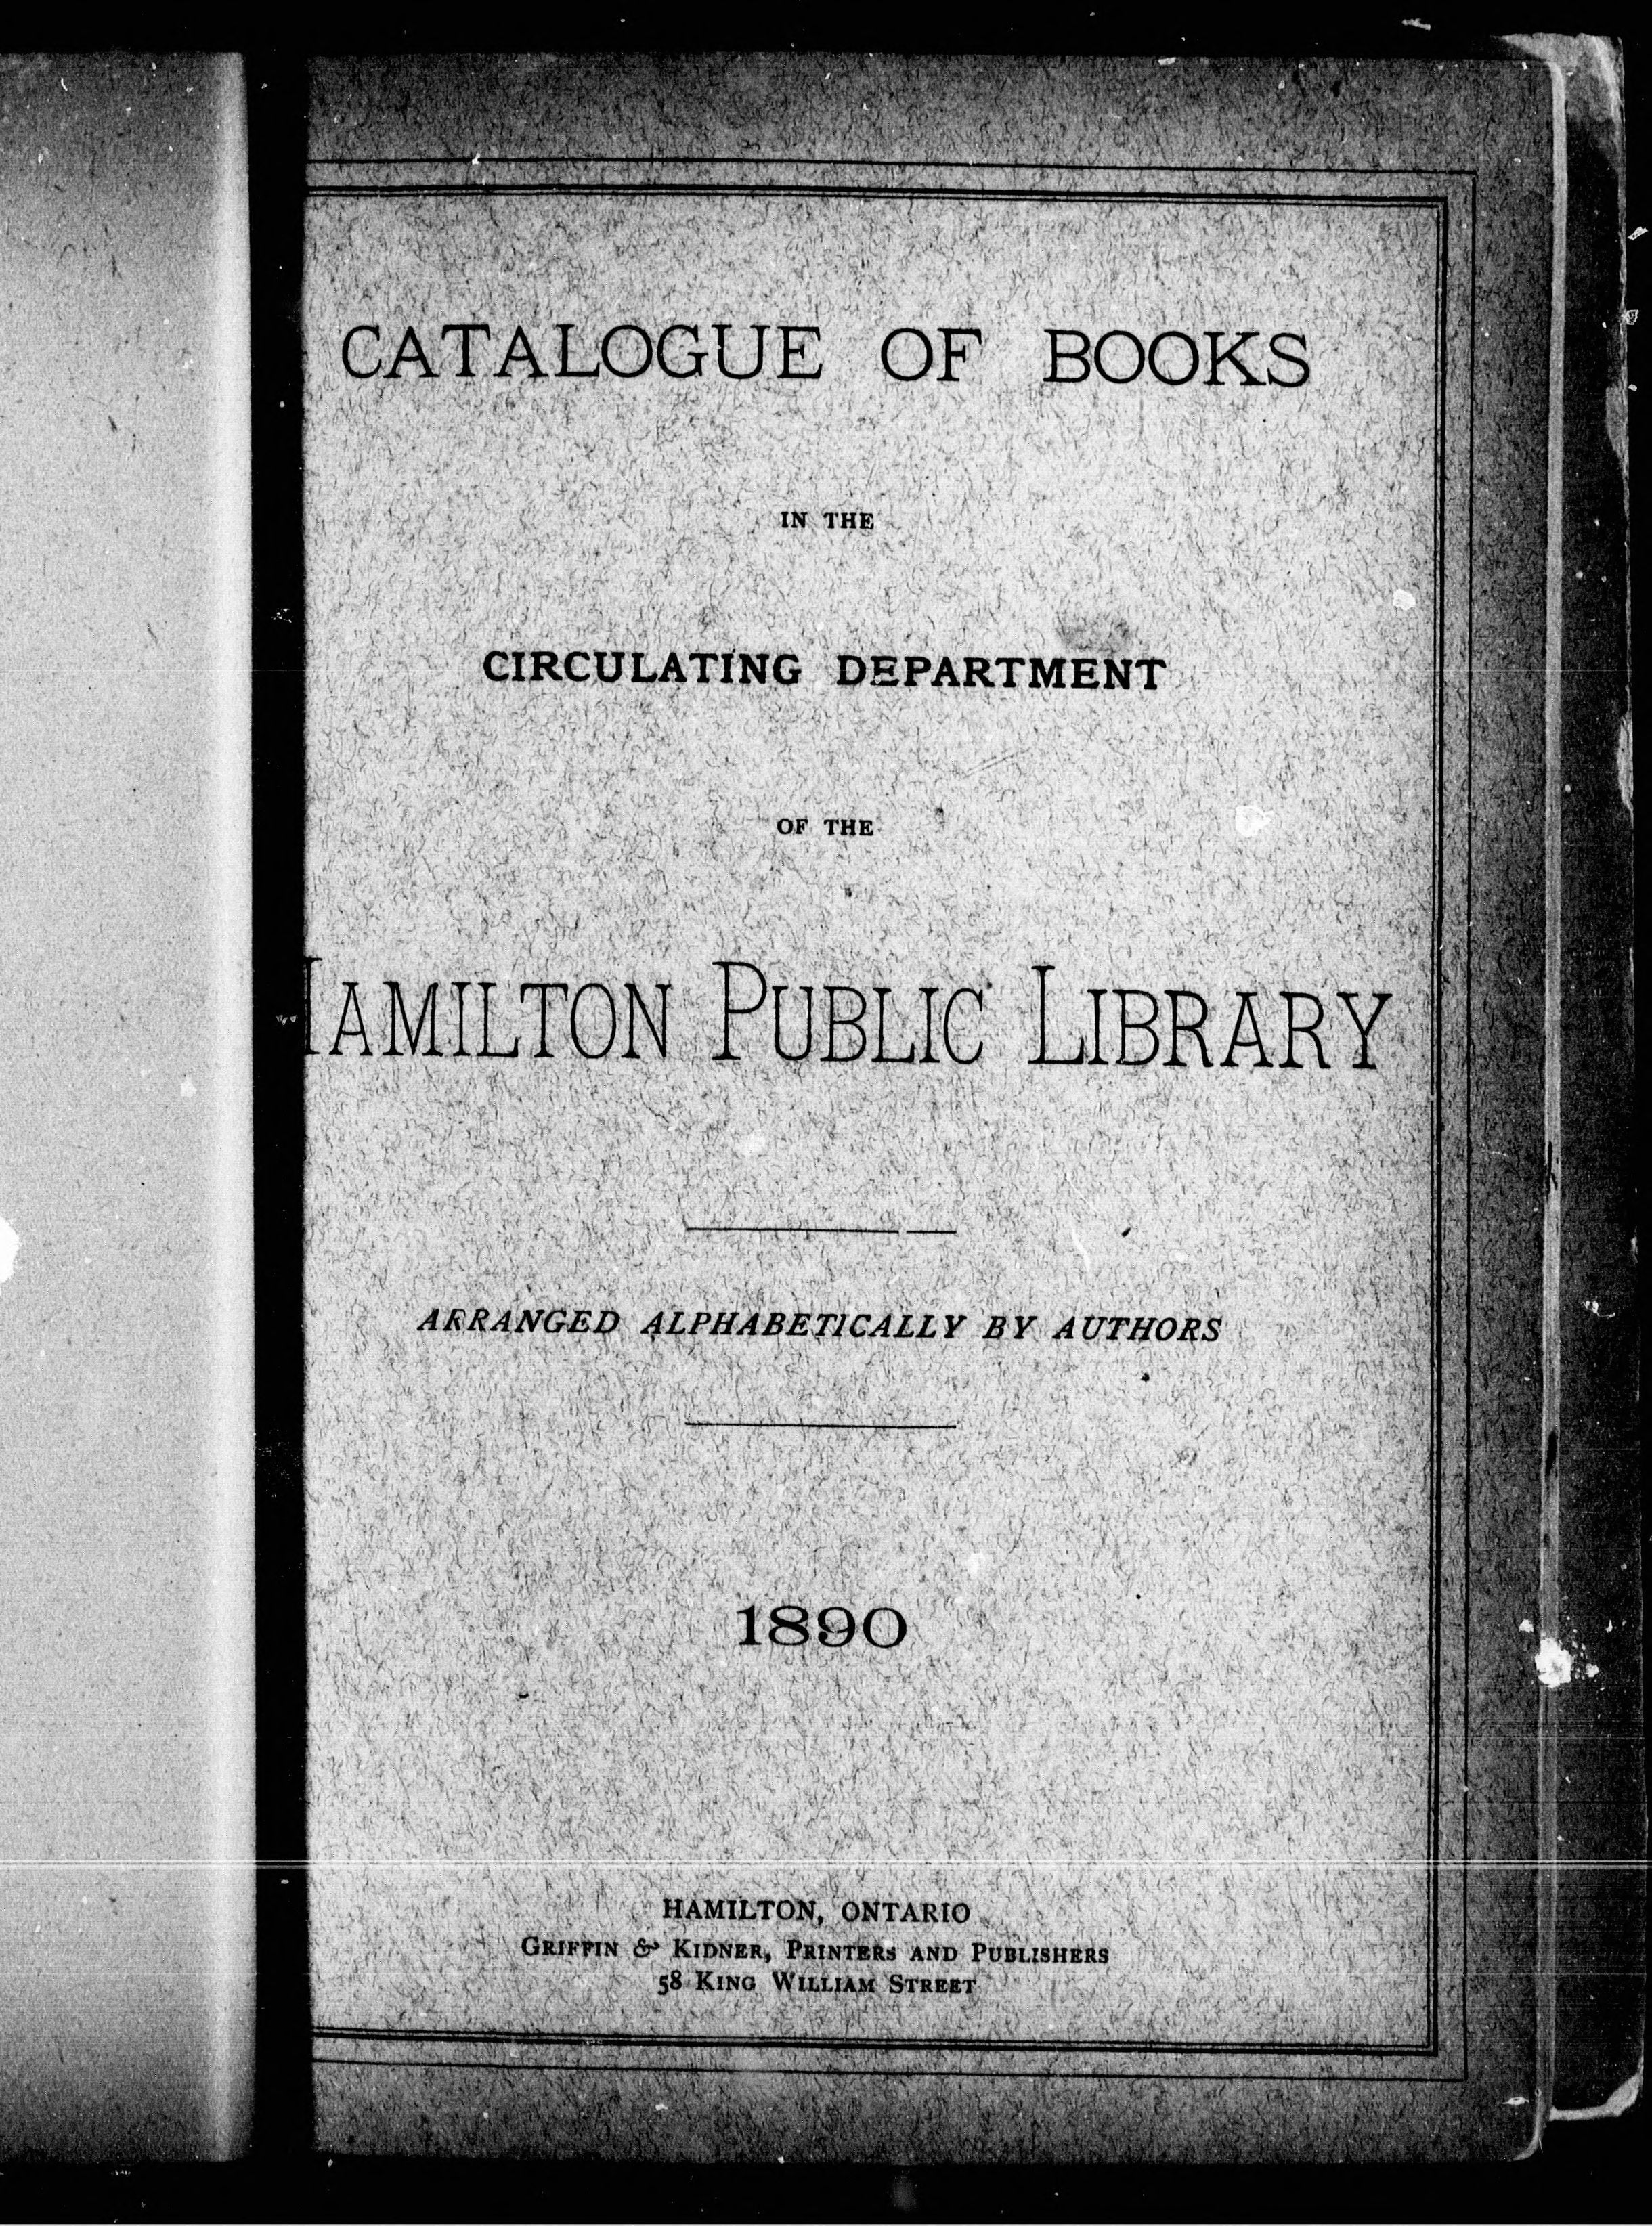 CATALOGUE OF BOOKS
IN THE
CIRCULATING DEPARTMENT
OF THE
HAMILTON PUBLIC LIBRARY
ARRANGED ALPHABETICALLY BY AUTHORS
1890
HAMILTON, ONTARIO
GRIFFIN & KIDNER, PRINTERS AND PUBLISHERS
58 KING WILLIAM STREET